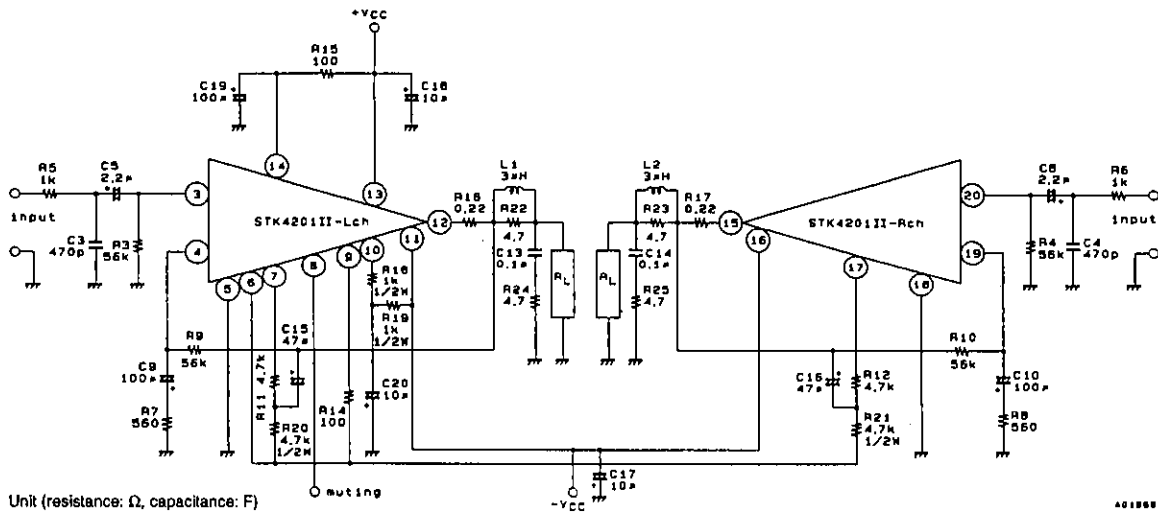 +VCC
R15
100
C19
100µ
C18
10µ
14
13
R5
1k
C5
2.2µ
input
C3
470p
R3
56k
3
4
STK4201II-Lch
12
11
10
9
8
7
6
5
R16
0.22
L1
3µH
R22
4.7
C13
0.1µ
R24
4.7
RL
R18
1k
1/2W
R19
1k
1/2W
R9
56k
C9
100µ
R7
560
C15
47µ
R11 4.7k
R20
4.7k
1/2W
R14
100
C20
10µ
muting
L2
3µH
R23
4.7
R17
0.22
C14
0.1µ
R25
4.7
RL
15
16
STK4201II-Rch
17
18
20
19
C6
2.2µ
R6
1k
input
R4
56k
C4
470p
R10
56k
C16
47µ
R12
4.7k
R21
4.7k
1/2W
C10
100µ
R8
560
-VCC
C17
10µ
Unit (resistance: Ω, capacitance: F)